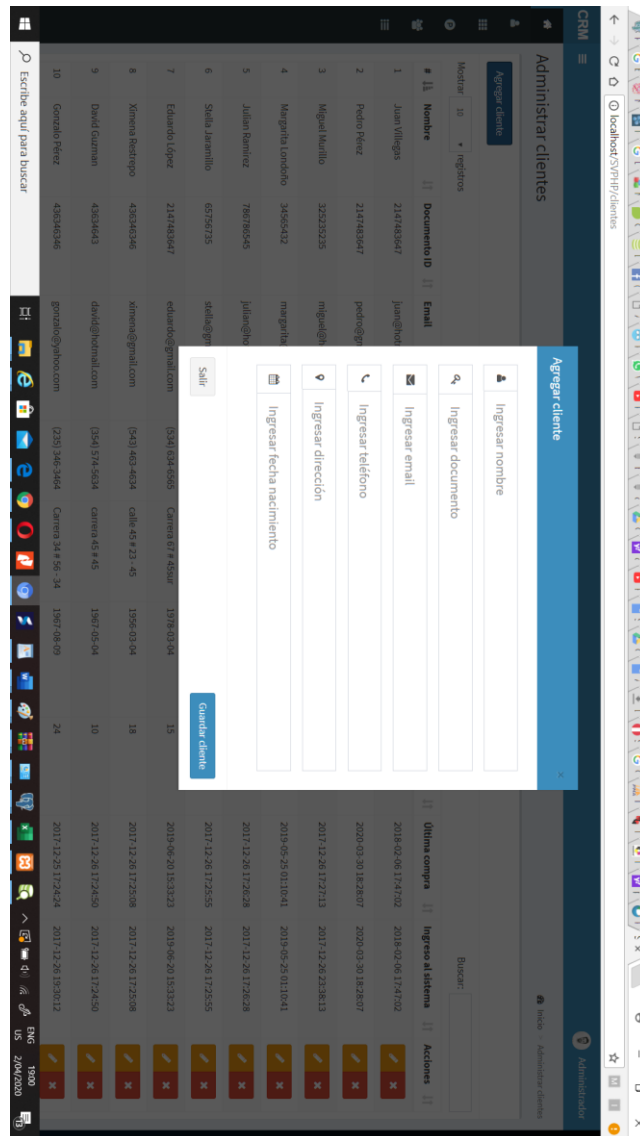 localhost/SVPHP/clientes
CRM
Administrador
Administrar clientes
Inicio > Administrar clientes
Agregar cliente
Mostrar 10 registros
Buscar:
# Nombre Documento ID Email Última compra Ingreso al sistema Acciones
1 Juan Villegas 2147483647 juan@hotm 2018-02-06 17:47:02 2018-02-06 17:47:02
2 Pedro Pérez 2147483647 pedro@gm 2020-03-30 18:28:07 2020-03-30 18:28:07
3 Miguel Murillo 325235235 miguel@h 2017-12-26 17:27:13 2017-12-26 23:38:13
4 Margarita Londoño 34565432 margarita 2019-05-25 01:10:41 2019-05-25 01:10:41
5 Julian Ramirez 786786545 julian@ho 2017-12-26 17:26:28 2017-12-26 17:26:28
6 Stella Jaramillo 65756735 stella@gm 2017-12-26 17:25:55 2017-12-26 17:25:55
7 Eduardo López 2147483647 eduardo@gmail.com (534) 634-6565 Carrera 67 # 45sur 1978-03-04 15 2019-06-20 15:33:23 2019-06-20 15:33:23
8 Ximena Restrepo 436346346 ximena@gmail.com (543) 463-4634 calle 45 # 23 - 45 1956-03-04 18 2017-12-26 17:25:08 2017-12-26 17:25:08
9 David Guzman 43634643 david@hotmail.com (354) 574-5634 carrera 45 # 45 1967-05-04 10 2017-12-26 17:24:50 2017-12-26 17:24:50
10 Gonzalo Pérez 436346346 gonzalo@yahoo.com (235) 346-3464 Carrera 34 # 56 - 34 1967-08-09 24 2017-12-25 17:24:24 2017-12-26 19:30:12
Agregar cliente
Ingresar nombre
Ingresar documento
Ingresar email
Ingresar teléfono
Ingresar dirección
Ingresar fecha nacimiento
Salir
Guardar cliente
Escribe aquí para buscar
ENG
US
19:00
2/04/2020
13